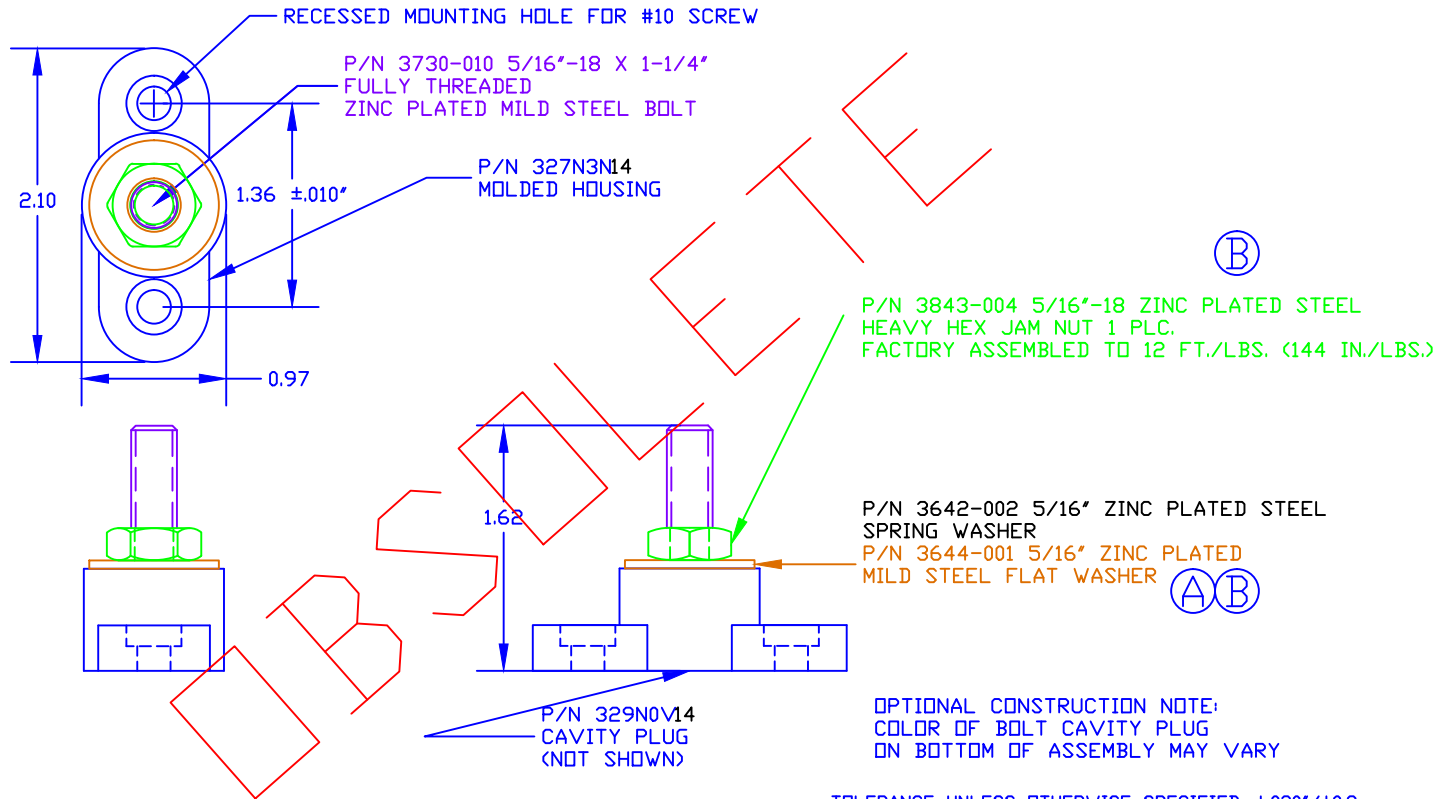 RECESSED MOUNTING HOLE FOR #10 SCREW
P/N 3730-010 5/16"-18 X 1-1/4"
FULLY THREADED
ZINC PLATED MILD STEEL BOLT
P/N 327N3N14
MOLDED HOUSING
2.10
1.36 ±.010"
0.97
B
P/N 3843-004 5/16"-18 ZINC PLATED STEEL
HEAVY HEX JAM NUT 1 PLC.
FACTORY ASSEMBLED TO 12 FT./LBS. (144 IN./LBS.)
OBSOLETE
1.62
P/N 3642-002 5/16" ZINC PLATED STEEL
SPRING WASHER
P/N 3644-001 5/16" ZINC PLATED
MILD STEEL FLAT WASHER
A B
P/N 329N0V14
CAVITY PLUG
(NOT SHOWN)
OPTIONAL CONSTRUCTION NOTE:
COLOR OF BOLT CAVITY PLUG
ON BOTTOM OF ASSEMBLY MAY VARY
TOLERANCE UNLESS OTHERWISE SPECIFIED